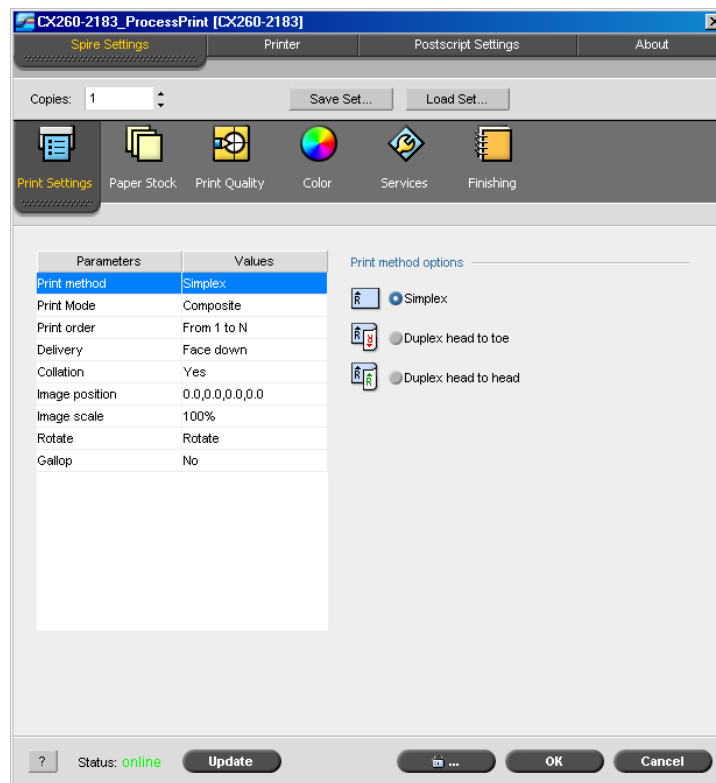 CX260-2183_ProcessPrint [CX260-2183]
Spire Settings Printer Postscript Settings About
Copies: 1 Save Set... Load Set...
Print Settings Paper Stock Print Quality Color Services Finishing
Parameters Values
Print method Simplex
Print Mode Composite
Print order From 1 to N
Delivery Face down
Collation Yes
Image position 0.0,0.0,0.0,0.0
Image scale 100%
Rotate Rotate
Gallop No
Print method options
R Simplex
R R Duplex head to toe
R R Duplex head to head
? Status: online Update ... OK Cancel